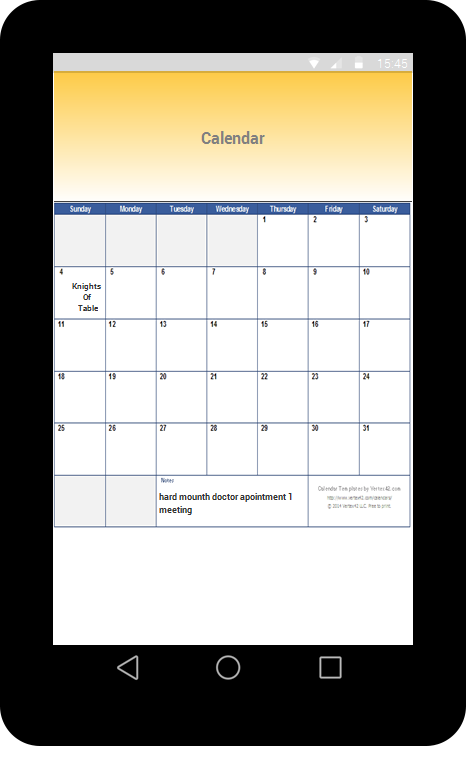 15:45
Calendar
Sunday Monday Tuesday Wednesday Thursday Friday Saturday
1 2 3
4 5 6 7 8 9 10
Knights
Of
Table
11 12 13 14 15 16 17
18 19 20 21 22 23 24
25 26 27 28 29 30 31
Notes
hard mounth doctor apointment 1
meeting
Calendar Templates by Vertex42.com
http://www.vertex42.com/calendars/
© 2014 Vertex42 LLC. Free to print.